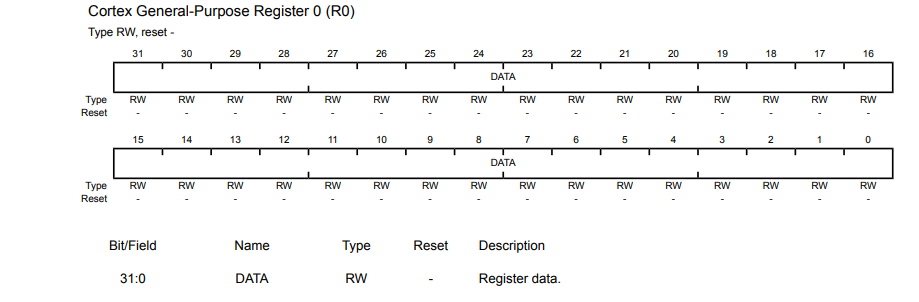 Cortex General-Purpose Register 0 (R0)
Type RW, reset -
31 30 29 28 27 26 25 24 23 22 21 20 19 18 17 16
DATA
Type RW RW RW RW RW RW RW RW RW RW RW RW RW RW RW RW
Reset - - - - - - - - - - - - - - - -
15 14 13 12 11 10 9 8 7 6 5 4 3 2 1 0
DATA
Type RW RW RW RW RW RW RW RW RW RW RW RW RW RW RW RW
Reset - - - - - - - - - - - - - - - -
Bit/Field Name Type Reset Description
31:0 DATA RW - Register data.